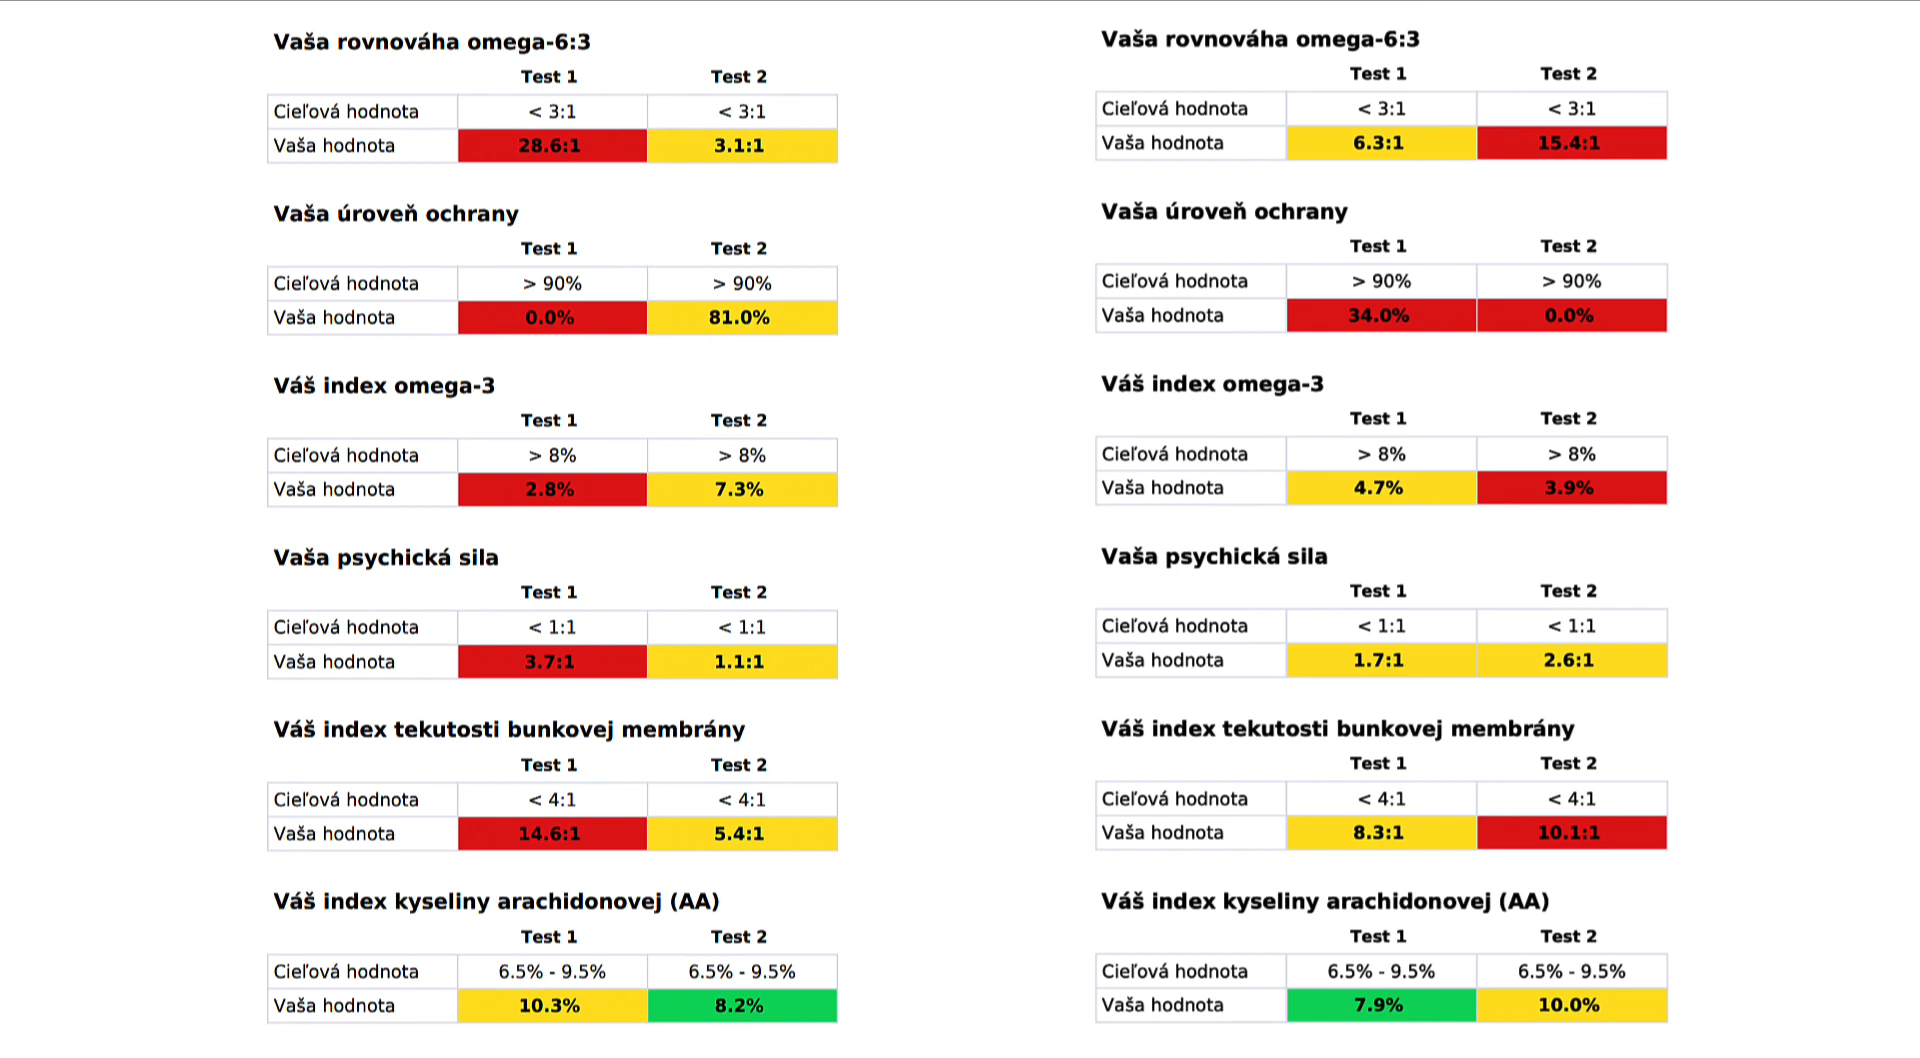 Vaša rovnováha omega-6:3
Test 1 Test 2
Cieľová hodnota < 3:1 < 3:1
Vaša hodnota 28.6:1 3.1:1
Vaša úroveň ochrany
Test 1 Test 2
Cieľová hodnota > 90% > 90%
Vaša hodnota 0.0% 81.0%
Váš index omega-3
Test 1 Test 2
Cieľová hodnota > 8% > 8%
Vaša hodnota 2.8% 7.3%
Vaša psychická sila
Test 1 Test 2
Cieľová hodnota < 1:1 < 1:1
Vaša hodnota 3.7:1 1.1:1
Váš index tekutosti bunkovej membrány
Test 1 Test 2
Cieľová hodnota < 4:1 < 4:1
Vaša hodnota 14.6:1 5.4:1
Váš index kyseliny arachidonovej (AA)
Test 1 Test 2
Cieľová hodnota 6.5% - 9.5% 6.5% - 9.5%
Vaša hodnota 10.3% 8.2%
Vaša rovnováha omega-6:3
Test 1 Test 2
Cieľová hodnota < 3:1 < 3:1
Vaša hodnota 6.3:1 15.4:1
Vaša úroveň ochrany
Test 1 Test 2
Cieľová hodnota > 90% > 90%
Vaša hodnota 34.0% 0.0%
Váš index omega-3
Test 1 Test 2
Cieľová hodnota > 8% > 8%
Vaša hodnota 4.7% 3.9%
Vaša psychická sila
Test 1 Test 2
Cieľová hodnota < 1:1 < 1:1
Vaša hodnota 1.7:1 2.6:1
Váš index tekutosti bunkovej membrány
Test 1 Test 2
Cieľová hodnota < 4:1 < 4:1
Vaša hodnota 8.3:1 10.1:1
Váš index kyseliny arachidonovej (AA)
Test 1 Test 2
Cieľová hodnota 6.5% - 9.5% 6.5% - 9.5%
Vaša hodnota 7.9% 10.0%